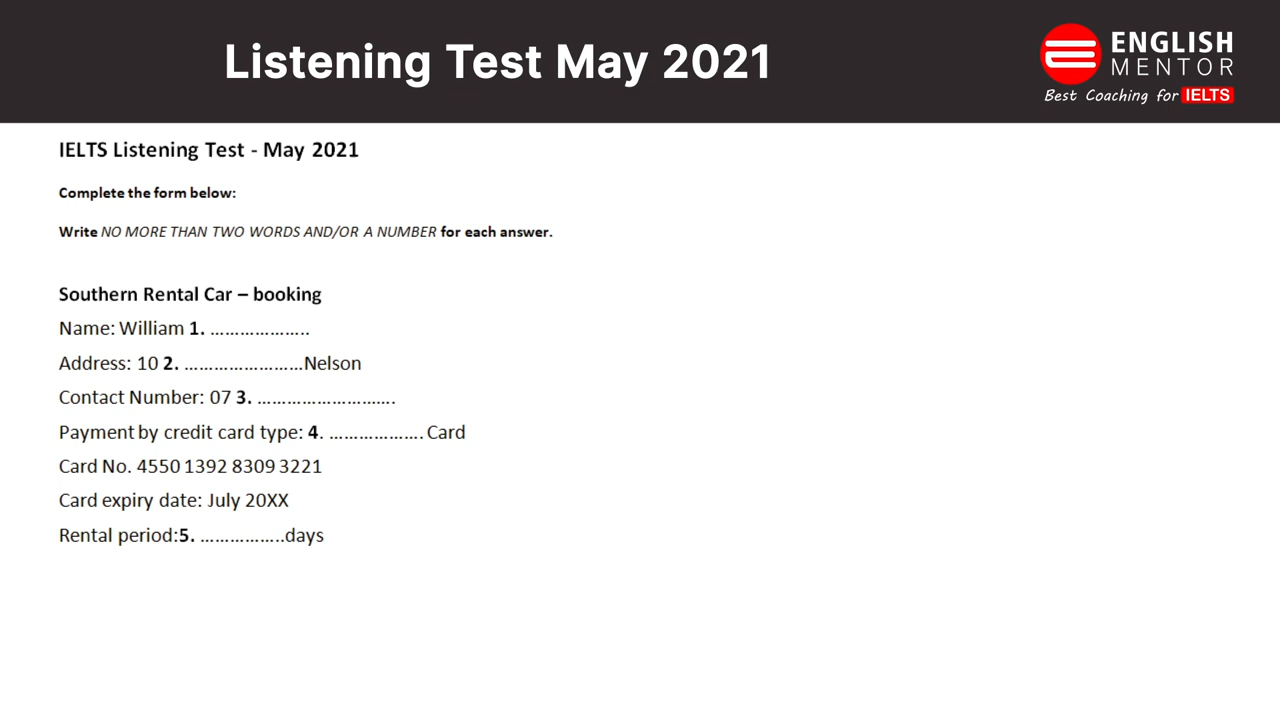 Listening Test May 2021
ENGLISH
MENTOR
Best Coaching for IELTS
IELTS Listening Test - May 2021
Complete the form below:
Write NO MORE THAN TWO WORDS AND/OR A NUMBER for each answer.
Southern Rental Car – booking
Name: William 1. ………………..
Address: 10 2. ……………………Nelson
Contact Number: 07 3. ……………………….
Payment by credit card type: 4. ………………. Card
Card No. 4550 1392 8309 3221
Card expiry date: July 20XX
Rental period:5. ……………..days